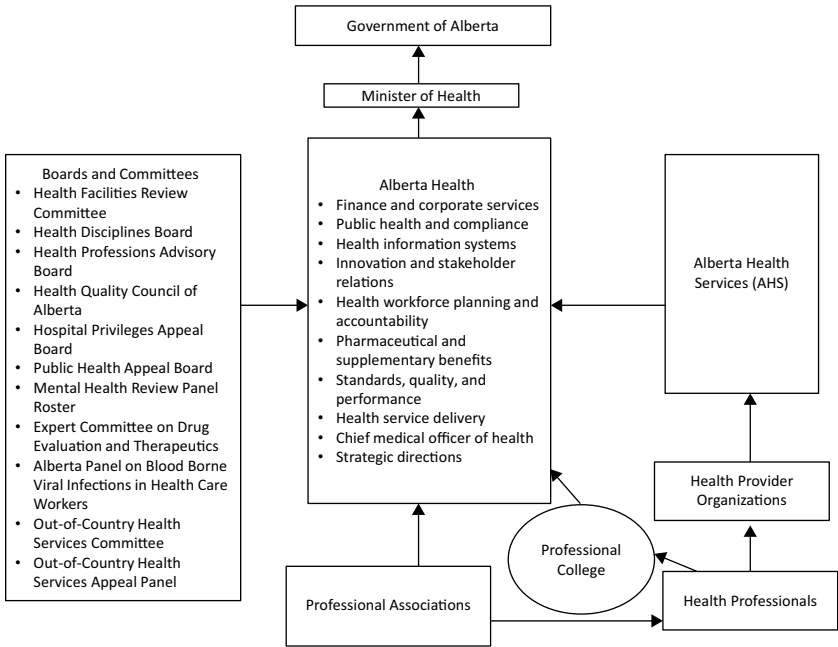 Government of Alberta
Minister of Health
Boards and Committees
• Health Facilities Review
Committee
• Health Disciplines Board
• Health Professions Advisory
Board
• Health Quality Council of
Alberta
• Hospital Privileges Appeal
Board
• Public Health Appeal Board
• Mental Health Review Panel
Roster
• Expert Committee on Drug
Evaluation and Therapeutics
• Alberta Panel on Blood Borne
Viral Infections in Health Care
Workers
• Out-of-Country Health
Services Committee
• Out-of-Country Health
Services Appeal Panel
Alberta Health
• Finance and corporate services
• Public health and compliance
• Health information systems
• Innovation and stakeholder
relations
• Health workforce planning and
accountability
• Pharmaceutical and
supplementary benefits
• Standards, quality, and
performance
• Health service delivery
• Chief medical officer of health
• Strategic directions
Alberta Health
Services (AHS)
Health Provider
Organizations
Professional
College
Professional Associations
Health Professionals